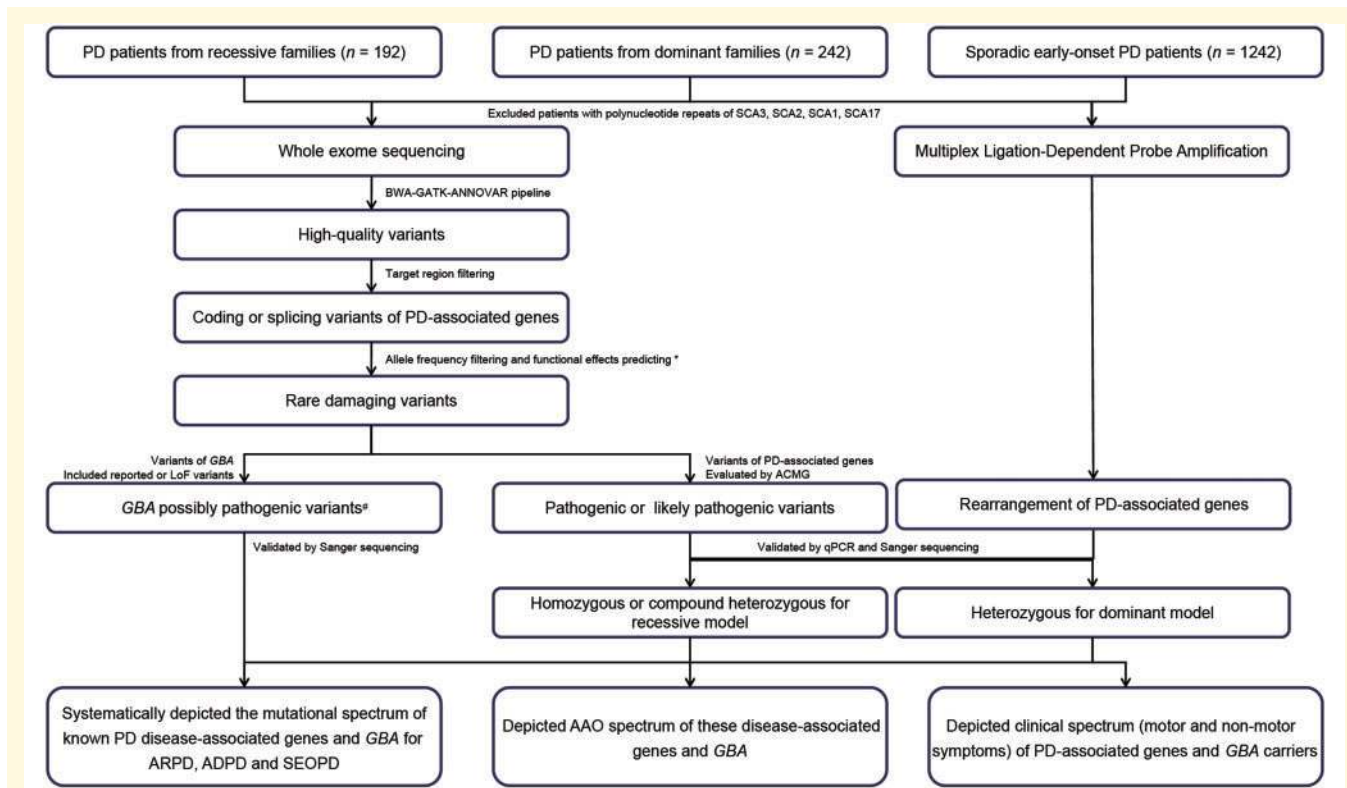 PD patients from recessive families (n = 192)
PD patients from dominant families (n = 242)
Sporadic early-onset PD patients (n = 1242)
Excluded patients with polynucleotide repeats of SCA3, SCA2, SCA1, SCA17
Whole exome sequencing
Multiplex Ligation-Dependent Probe Amplification
BWA-GATK-ANNOVAR pipeline
High-quality variants
Target region filtering
Coding or splicing variants of PD-associated genes
Allele frequency filtering and functional effects predicting *
Rare damaging variants
Variants of GBA
Included reported or LoF variants
Variants of PD-associated genes
Evaluated by ACMG
GBA possibly pathogenic variants#
Pathogenic or likely pathogenic variants
Rearrangement of PD-associated genes
Validated by Sanger sequencing
Validated by qPCR and Sanger sequencing
Homozygous or compound heterozygous for
recessive model
Heterozygous for dominant model
Systematically depicted the mutational spectrum of
known PD disease-associated genes and GBA for
ARPD, ADPD and SEOPD
Depicted AAO spectrum of these disease-associated
genes and GBA
Depicted clinical spectrum (motor and non-motor
symptoms) of PD-associated genes and GBA carriers